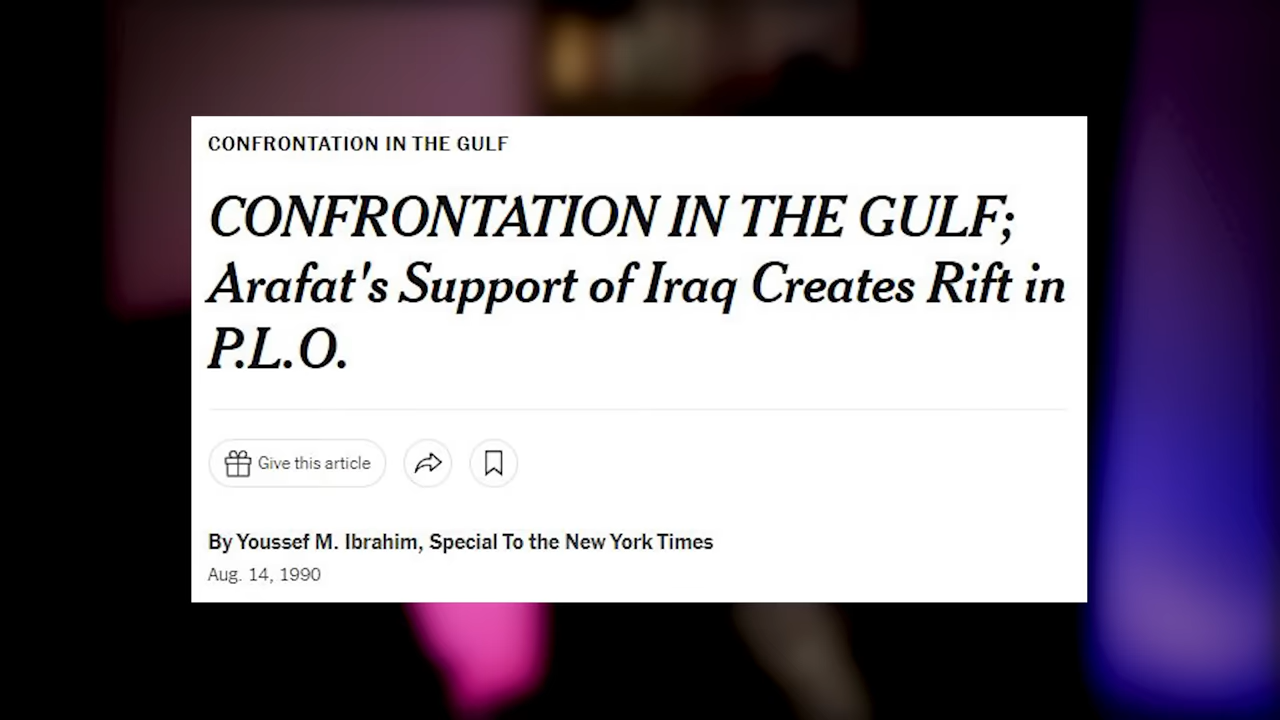 CONFRONTATION IN THE GULF
CONFRONTATION IN THE GULF;
Arafat's Support of Iraq Creates Rift in
P.L.O.
Give this article
By Youssef M. Ibrahim, Special To the New York Times
Aug. 14, 1990